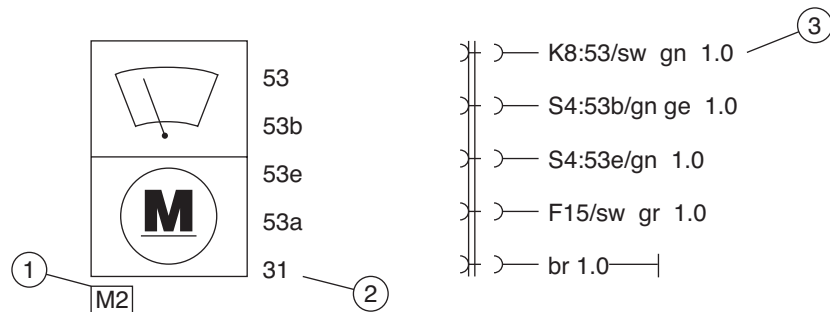 3
53
K8:53/sw gn 1.0
53b
S4:53b/gn ge 1.0
53e
S4:53e/gn 1.0
M
53a
F15/sw gr 1.0
1
31
2
br 1.0
M2